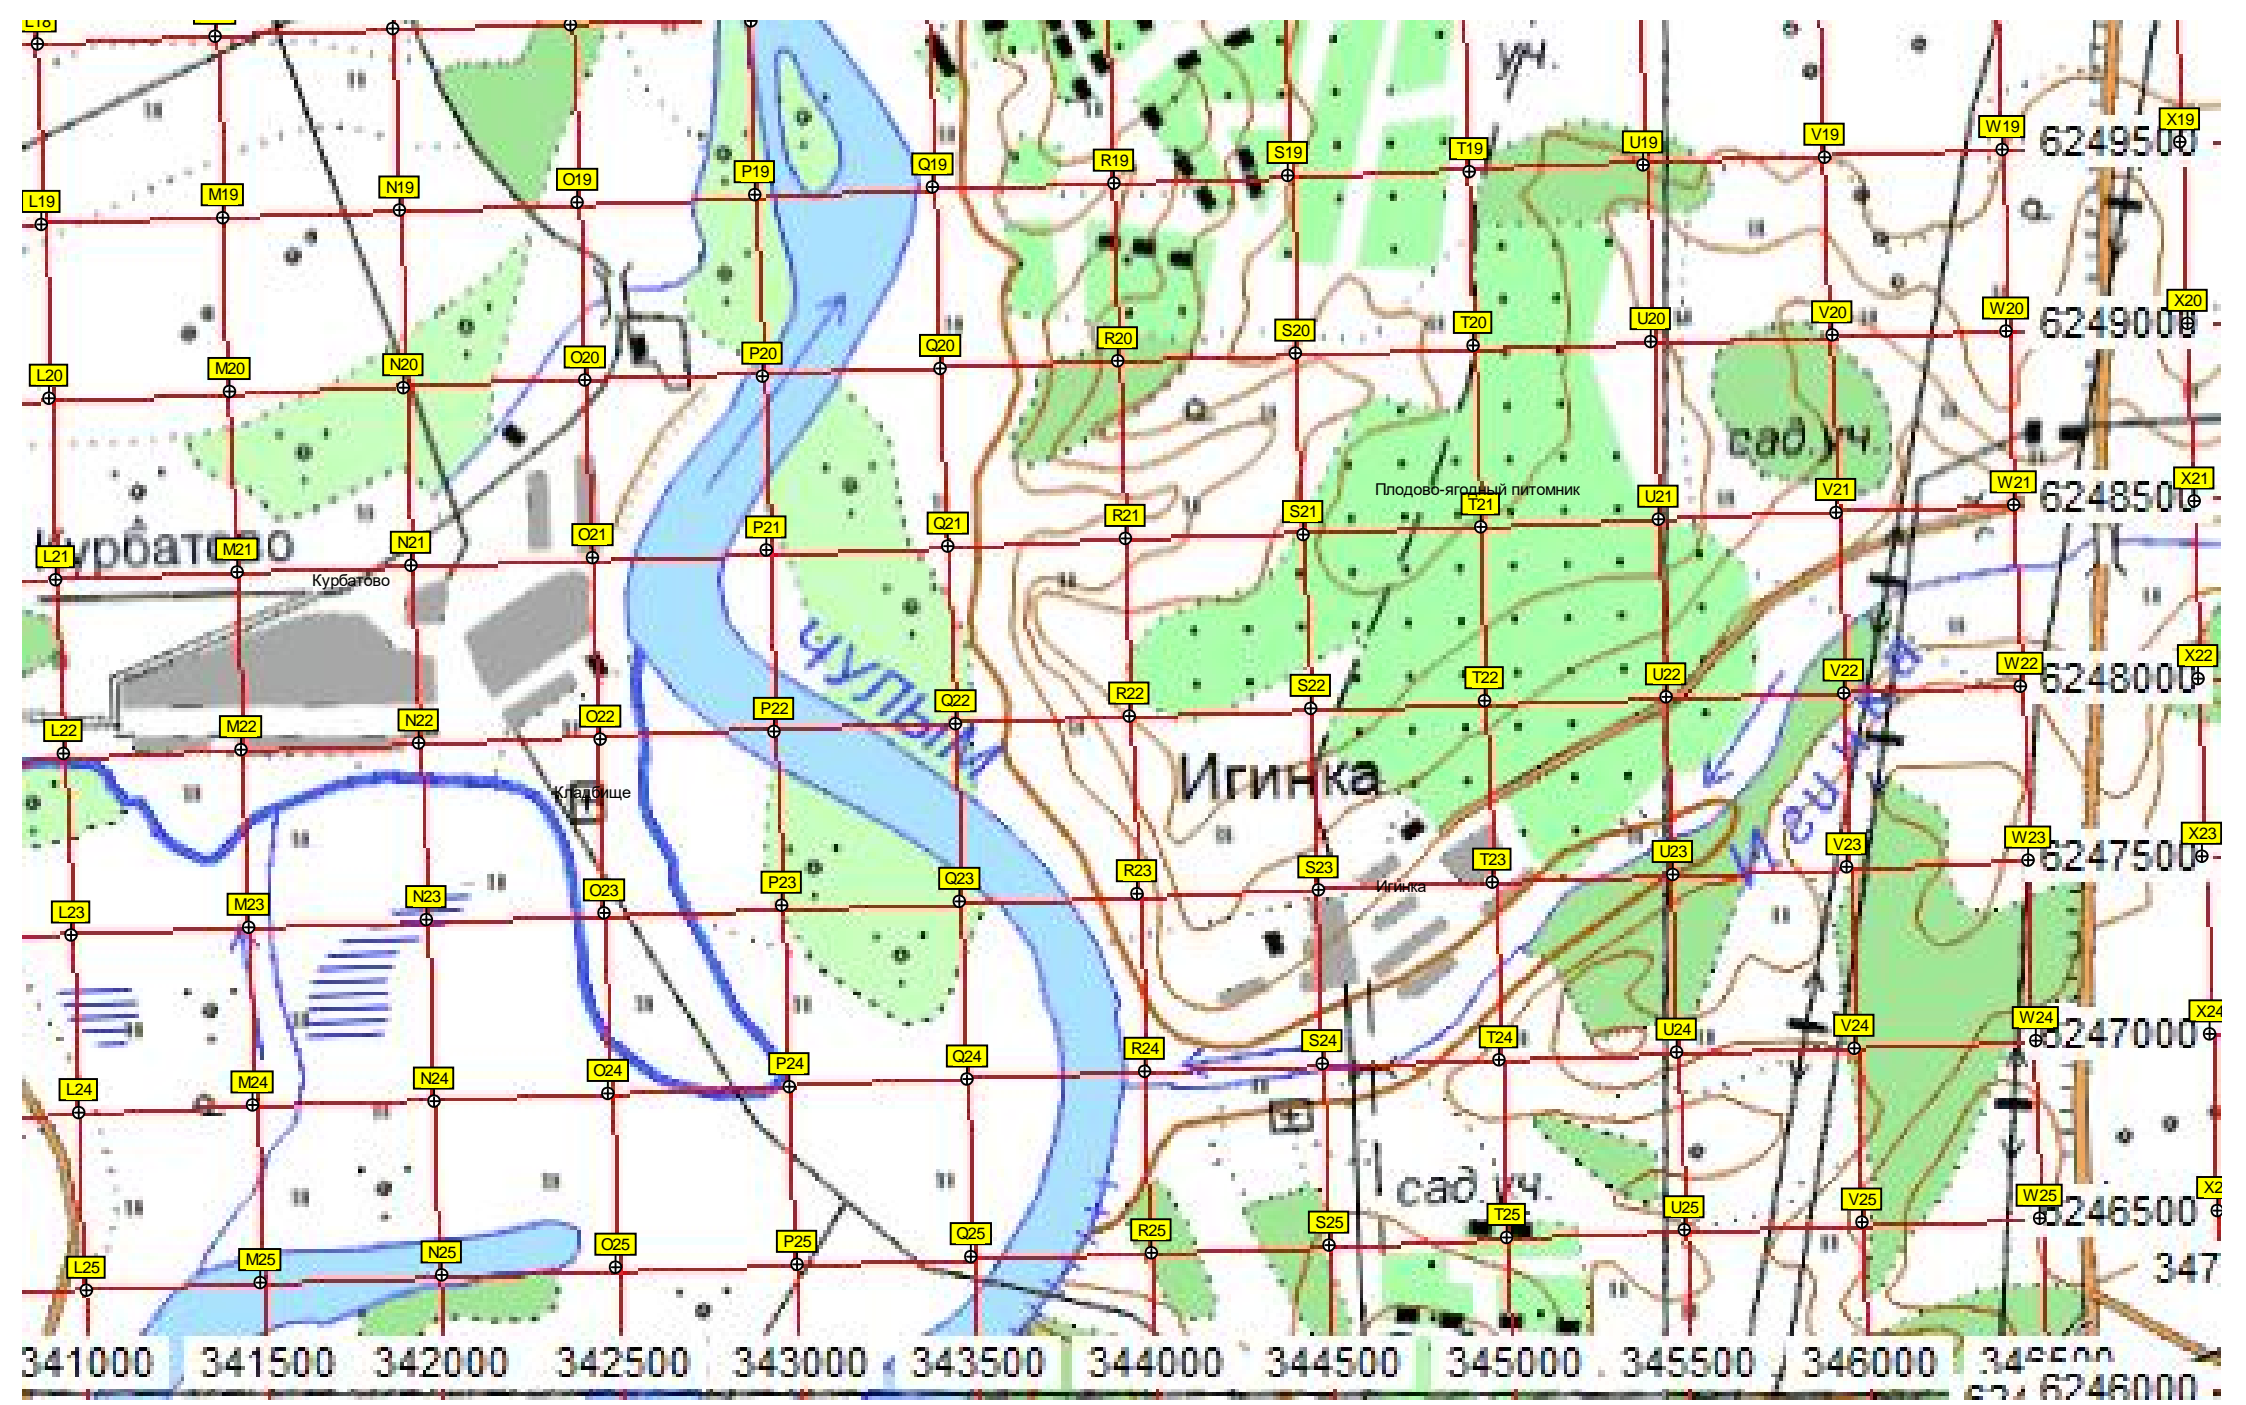 L18
уч.
L19 M19 N19 O19 P19 Q19 R19 S19 T19 U19 V19 W19 X19
6249500
L20 M20 N20 O20 P20 Q20 R20 S20 T20 U20 V20 W20 X20
6249000
сад.уч.
Плодово-ягодный питомник
L21 M21 N21 O21 P21 Q21 R21 S21 T21 U21 V21 W21 X21
6248500
Курбатово
Курбатово
чулым
L22 M22 N22 O22 P22 Q22 R22 S22 T22 U22 V22 W22 X22
6248000
Игинка
Кладбище
L23 M23 N23 O23 P23 Q23 R23 S23 T23 U23 V23 W23 X23
6247500
Игинка
L24 M24 N24 O24 P24 Q24 R24 S24 T24 U24 V24 W24 X24
6247000
сад.уч.
L25 M25 N25 O25 P25 Q25 R25 S25 T25 U25 V25 W25 X2
6246500
347
341000 341500 342000 342500 343000 343500 344000 344500 345000 345500 346000
6246000